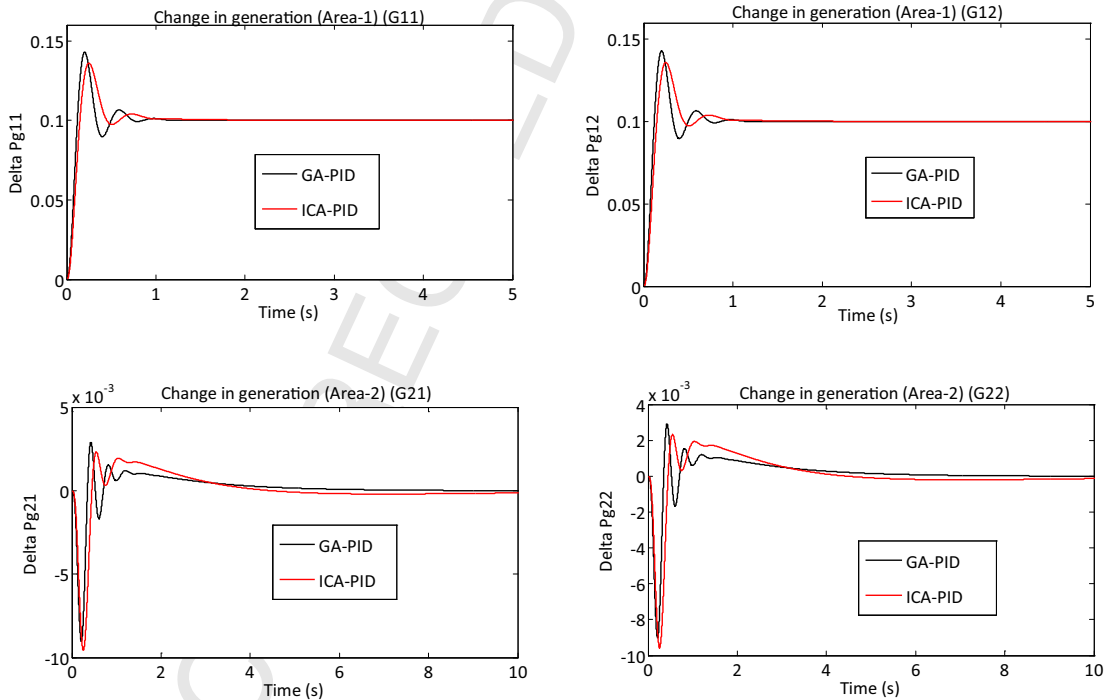 Change in generation (Area-1) (G11)
0.15
0.1
0.05
0
Delta Pg11
GA-PID
ICA-PID
0 1 2 3 4 5
Time (s)
Change in generation (Area-1) (G12)
0.15
0.1
0.05
0
Delta Pg12
GA-PID
ICA-PID
0 1 2 3 4 5
Time (s)
Change in generation (Area-2) (G21)
x 10 -3
5
0
-5
-10
Delta Pg21
GA-PID
ICA-PID
0 2 4 6 8 10
Time (s)
Change in generation (Area-2) (G22)
x 10 -3
4
2
0
-2
-4
-6
-8
-10
Delta Pg22
GA-PID
ICA-PID
0 2 4 6 8 10
Time (s)